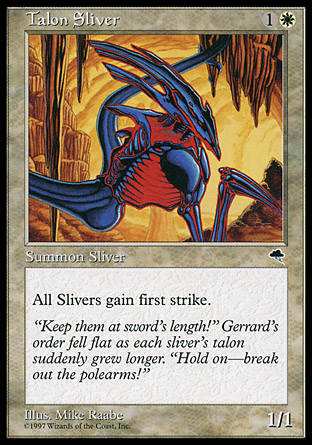 Talon Sliver 1
Summon Sliver
All Slivers gain first strike.
“Keep them at sword's length!” Gerrard's
order fell flat as each sliver's talon
suddenly grew longer. “Hold on—break
out the polearms!”
Illus. Mike Raabe
©1997 Wizards of the Coast, Inc.
1/1